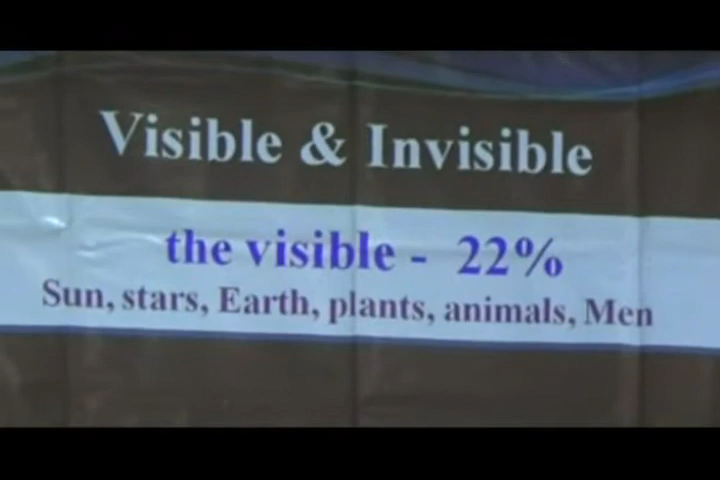 Visible & Invisible
the visible - 22%
Sun, stars, Earth, plants, animals, Men